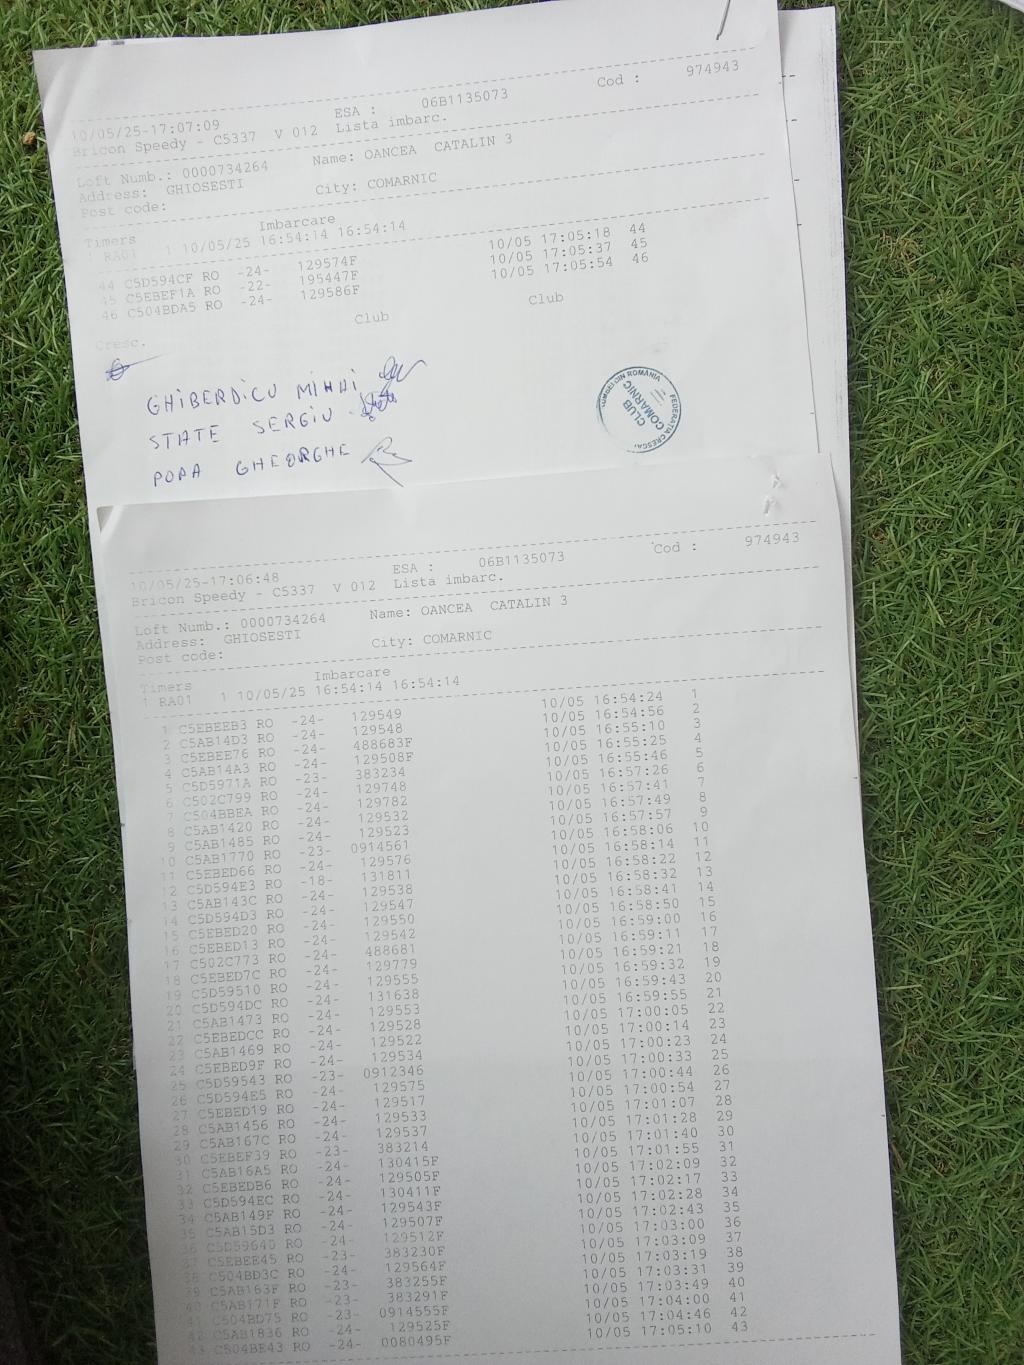 10/05/25-17:07:09 ESA : 06B1135073 Cod : 974943
Bricon Speedy - C5337 V 012 Lista imbarc.
Loft Numb.: 0000734264 Name: OANCEA CATALIN 3
Address: GHIOSESTI
Post code: City: COMARNIC
Timers Imbarcare
1 RA01 1 10/05/25 16:54:14 16:54:14
44 C5D594CF RO -24- 129574F 10/05 17:05:18 44
45 C5EBEF1A RO -22- 195447F 10/05 17:05:37 45
46 C504BDA5 RO -24- 129586F 10/05 17:05:54 46
Cresc. Club Club
GHIBERDICU MIHAI
STATE SERGIU
POPA GHEORGHE
CLUB
COMARNIC
10/05/25-17:06:48 ESA : 06B1135073 Cod : 974943
Bricon Speedy - C5337 V 012 Lista imbarc.
Loft Numb.: 0000734264 Name: OANCEA CATALIN 3
Address: GHIOSESTI
Post code: City: COMARNIC
Timers Imbarcare
1 RA01 1 10/05/25 16:54:14 16:54:14
1 C5EBEEB3 RO -24- 129549 10/05 16:54:24 1
2 C5AB14D3 RO -24- 129548 10/05 16:54:56 2
3 C5EBEE76 RO -24- 488683F 10/05 16:55:10 3
4 C5AB14A3 RO -24- 129508F 10/05 16:55:25 4
5 C5D5971A RO -23- 383234 10/05 16:55:46 5
6 C502C799 RO -24- 129748 10/05 16:57:26 6
7 C504BBEA RO -24- 129782 10/05 16:57:41 7
8 C5AB1420 RO -24- 129532 10/05 16:57:49 8
9 C5AB1485 RO -24- 129523 10/05 16:57:57 9
10 C5AB1770 RO -23- 0914561 10/05 16:58:06 10
11 C5EBED66 RO -24- 129576 10/05 16:58:14 11
12 C5D594E3 RO -18- 131811 10/05 16:58:22 12
13 C5AB143C RO -24- 129538 10/05 16:58:32 13
14 C5D594D3 RO -24- 129547 10/05 16:58:41 14
15 C5EBED20 RO -24- 129550 10/05 16:58:50 15
16 C5EBED13 RO -24- 129542 10/05 16:59:00 16
17 C502C773 RO -24- 488681 10/05 16:59:11 17
18 C5EBED7C RO -24- 129779 10/05 16:59:21 18
19 C5D59510 RO -24- 129555 10/05 16:59:32 19
20 C5D594DC RO -24- 131638 10/05 16:59:43 20
21 C5AB1473 RO -24- 129553 10/05 16:59:55 21
22 C5EBEDCC RO -24- 129528 10/05 17:00:05 22
23 C5AB1469 RO -24- 129522 10/05 17:00:14 23
24 C5EBED9F RO -24- 129534 10/05 17:00:23 24
25 C5D59543 RO -23- 0912346 10/05 17:00:33 25
26 C5D594E5 RO -24- 129575 10/05 17:00:44 26
27 C5EBED19 RO -24- 129517 10/05 17:00:54 27
28 C5AB1456 RO -24- 129533 10/05 17:01:07 28
29 C5AB167C RO -24- 129537 10/05 17:01:28 29
30 C5EBEF39 RO -23- 383214 10/05 17:01:40 30
31 C5AB16A5 RO -24- 130415F 10/05 17:01:55 31
32 C5EBEDB6 RO -24- 129505F 10/05 17:02:09 32
33 C5D594EC RO -24- 130411F 10/05 17:02:17 33
34 C5AB149F RO -24- 129543F 10/05 17:02:28 34
35 C5AB15D3 RO -24- 129507F 10/05 17:02:43 35
36 C5D59640 RO -24- 129512F 10/05 17:03:00 36
37 C5EBEE45 RO -23- 383230F 10/05 17:03:09 37
38 C504BD3C RO -24- 129564F 10/05 17:03:19 38
39 C5AB163F RO -23- 383255F 10/05 17:03:31 39
40 C5AB171F RO -23- 383291F 10/05 17:03:49 40
41 C504BD75 RO -23- 0914555F 10/05 17:04:00 41
42 C5AB1836 RO -24- 129525F 10/05 17:04:46 42
43 C504BE43 RO -24- 0080495F 10/05 17:05:10 43